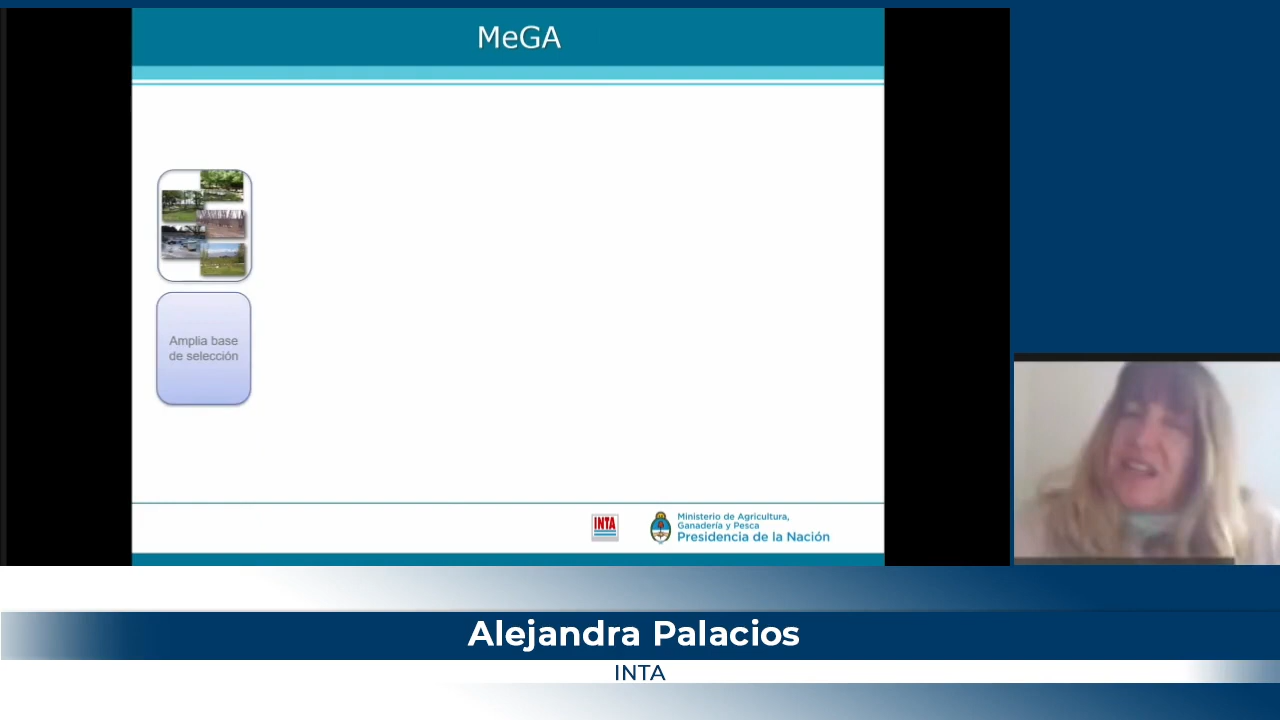 MeGA
Amplia base
de selección
INTA
Ministerio de Agricultura,
Ganadería y Pesca
Presidencia de la Nación
Alejandra Palacios
INTA